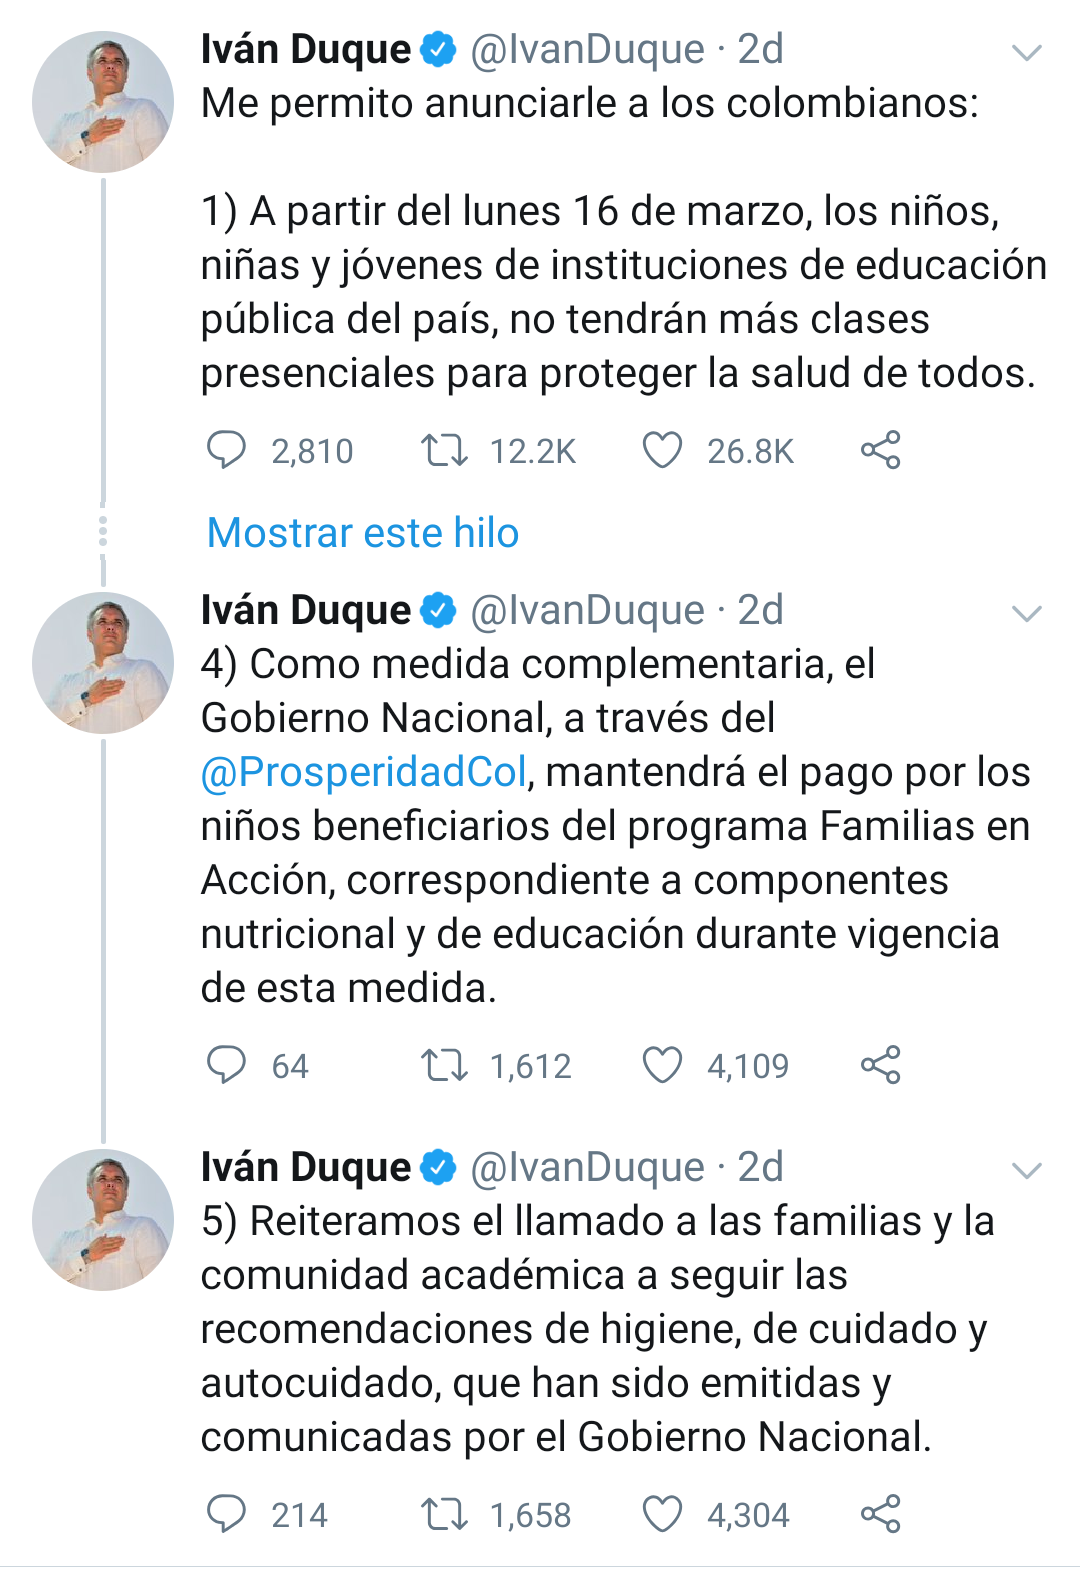 Iván Duque @IvanDuque · 2d
Me permito anunciarle a los colombianos:
1) A partir del lunes 16 de marzo, los niños,
niñas y jóvenes de instituciones de educación
pública del país, no tendrán más clases
presenciales para proteger la salud de todos.
2,810 12.2K 26.8K
Mostrar este hilo
Iván Duque @IvanDuque · 2d
4) Como medida complementaria, el
Gobierno Nacional, a través del
@ProsperidadCol, mantendrá el pago por los
niños beneficiarios del programa Familias en
Acción, correspondiente a componentes
nutricional y de educación durante vigencia
de esta medida.
64 1,612 4,109
Iván Duque @IvanDuque · 2d
5) Reiteramos el llamado a las familias y la
comunidad académica a seguir las
recomendaciones de higiene, de cuidado y
autocuidado, que han sido emitidas y
comunicadas por el Gobierno Nacional.
214 1,658 4,304